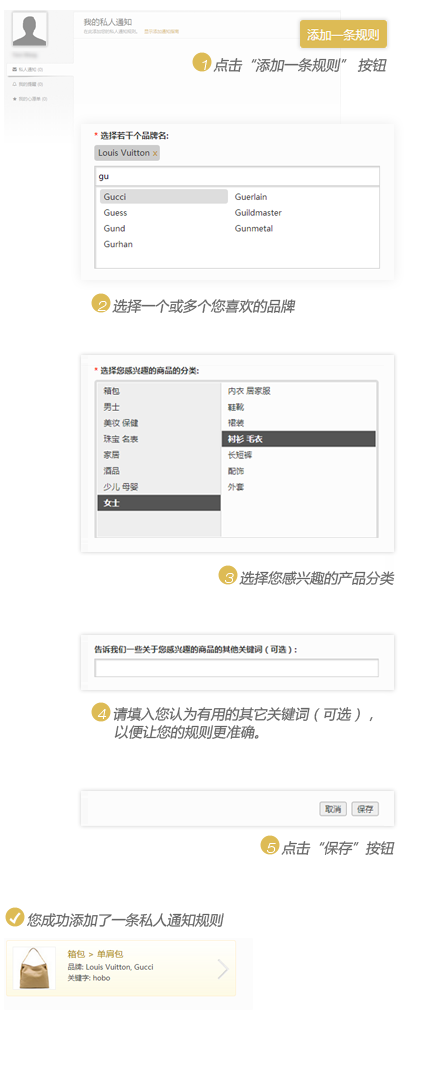 我的私人通知
添加一条规则
1 点击“添加一条规则” 按钮
私人通知 (0)
我的心愿单 (0)
* 选择若干个品牌名:
Louis Vuitton x
gu
Gucci Guerlain
Guess Guildmaster
Gund Gunmetal
Gurhan
2 选择一个或多个您喜欢的品牌
* 选择您感兴趣的商品的分类:
箱包 内衣 居家服
男士 鞋靴
美妆 保健 裙装
珠宝 名表 衬衫 毛衣
家居 长短裤
酒品 配饰
少儿 母婴 外套
女士
3 选择您感兴趣的产品分类
告诉我们一些关于您感兴趣的商品的其他关键词（可选）:
4 请填入您认为有用的其它关键词（可选），
以便让您的规则更准确。
取消 保存
5 点击“保存”按钮
您成功添加了一条私人通知规则
箱包 > 单肩包
品牌: Louis Vuitton, Gucci
关键字: hobo